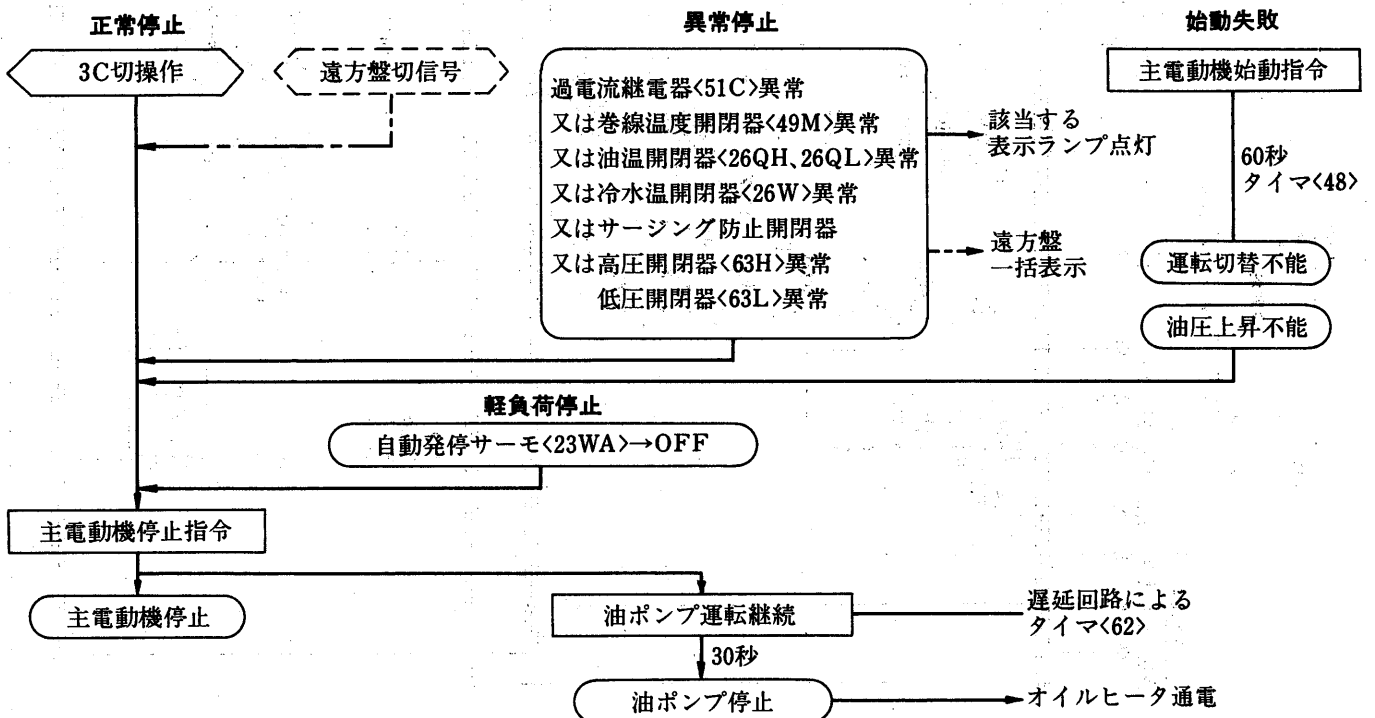 正常停止
3C切操作
遠方盤切信号
異常停止
過電流継電器<51C>異常
又は巻線温度開閉器<49M>異常
又は油温開閉器<26QH、26QL>異常
又は冷水温開閉器<26W>異常
又はサージング防止開閉器
又は高圧開閉器<63H>異常
低圧開閉器<63L>異常
該当する
表示ランプ点灯
遠方盤
一括表示
始動失敗
主電動機始動指令
60秒
タイマ<48>
運転切替不能
油圧上昇不能
軽負荷停止
自動発停サーモ<23WA>→OFF
主電動機停止指令
主電動機停止
油ポンプ運転継続
遅延回路による
タイマ<62>
30秒
油ポンプ停止
オイルヒータ通電